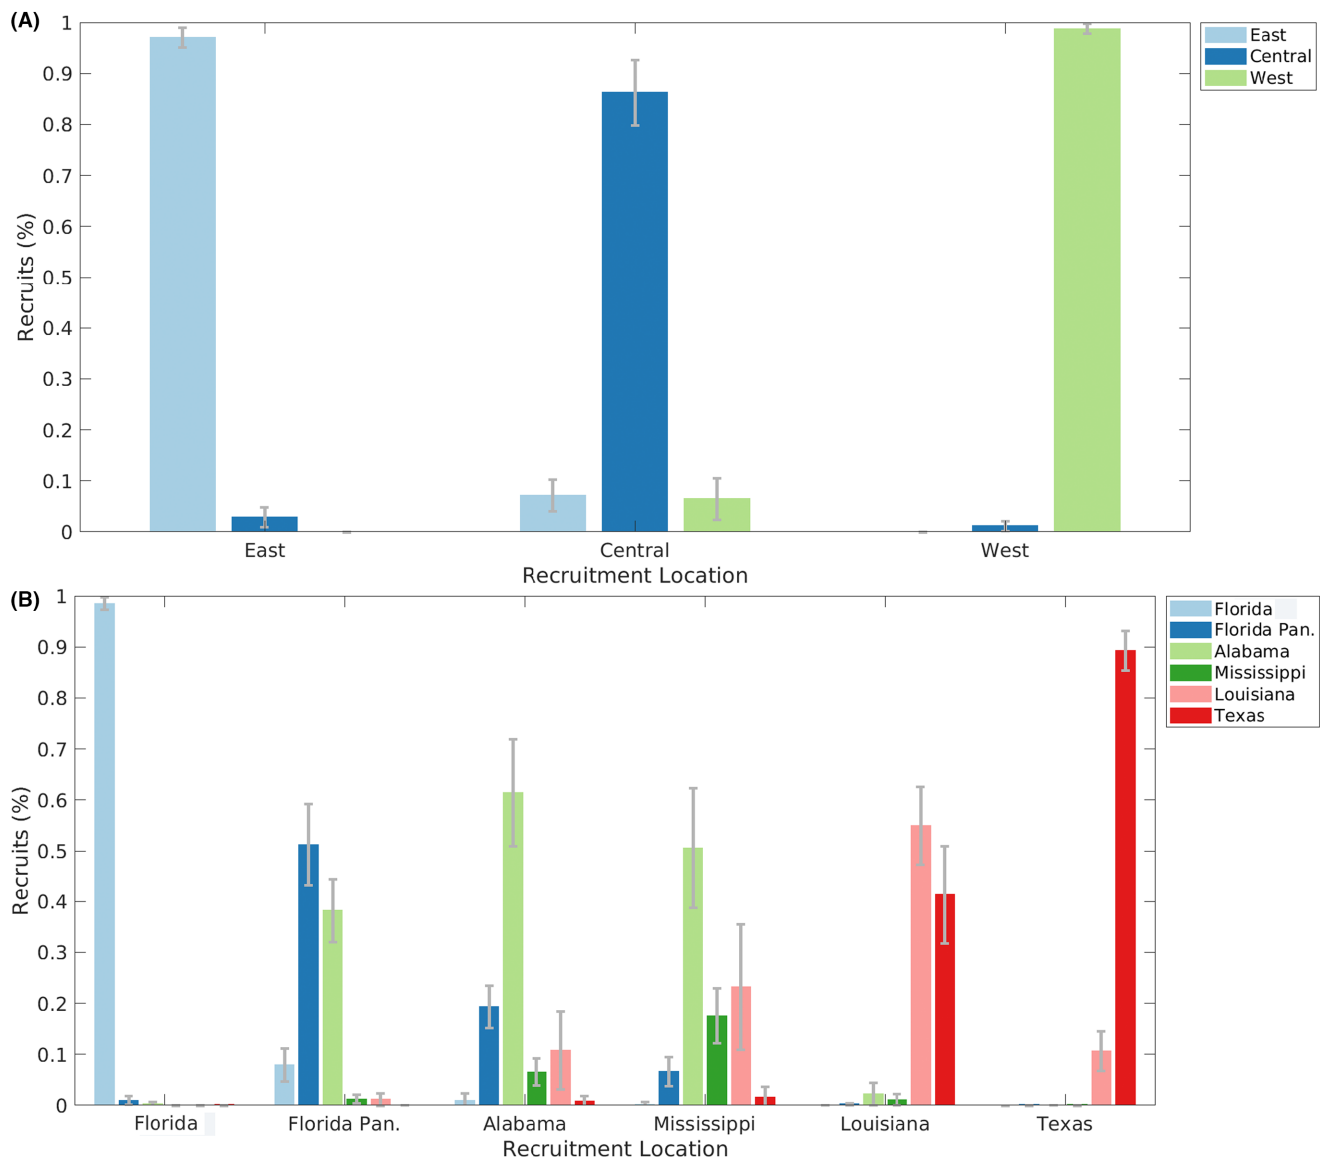 (A)
1
0.9
0.8
0.7
0.6
0.5
0.4
0.3
0.2
0.1
0
Recruits (%)
East Central West
Recruitment Location
East
Central
West
(B)
1
0.9
0.8
0.7
0.6
0.5
0.4
0.3
0.2
0.1
0
Recruits (%)
Florida Florida Pan. Alabama Mississippi Louisiana Texas
Recruitment Location
Florida
Florida Pan.
Alabama
Mississippi
Louisiana
Texas